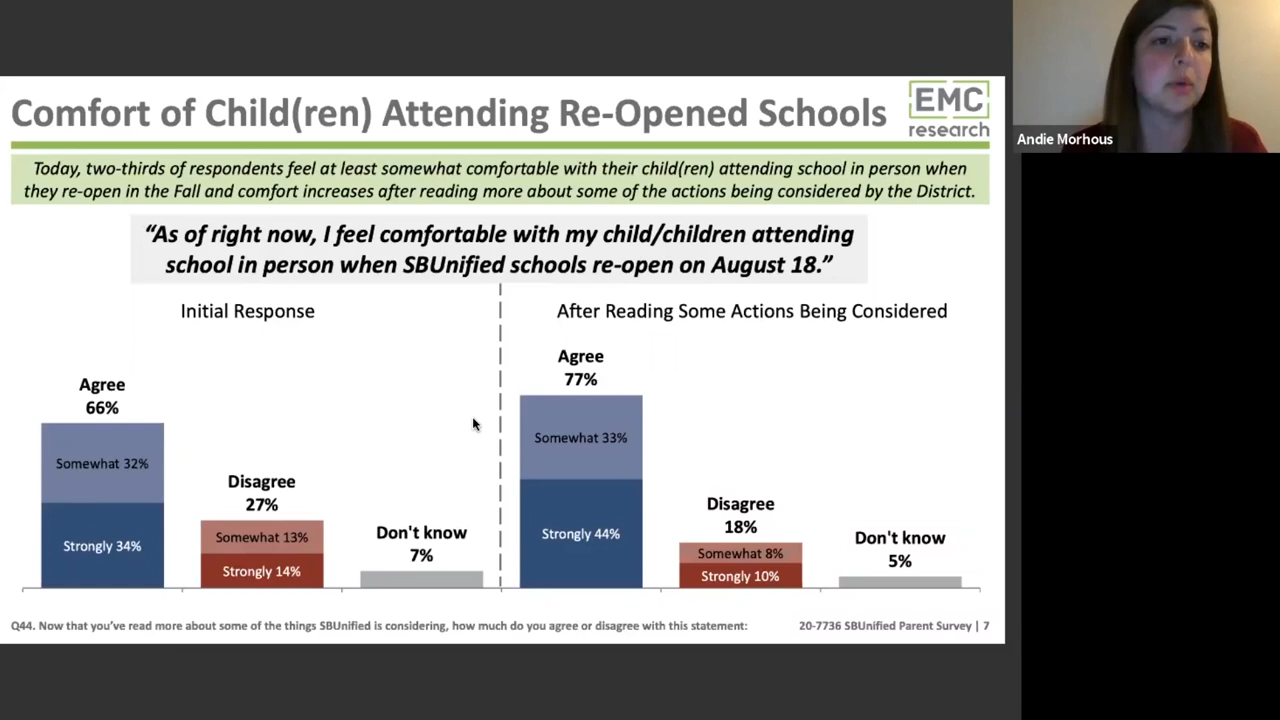 Comfort of Child(ren) Attending Re-Opened Schools
EMC
research
Andie Morhous
Today, two-thirds of respondents feel at least somewhat comfortable with their child(ren) attending school in person when
they re-open in the Fall and comfort increases after reading more about some of the actions being considered by the District.
“As of right now, I feel comfortable with my child/children attending
school in person when SBUnified schools re-open on August 18.”
Initial Response
Agree
66%
Somewhat 32%
Strongly 34%
Disagree
27%
Somewhat 13%
Strongly 14%
Don't know
7%
After Reading Some Actions Being Considered
Agree
77%
Somewhat 33%
Strongly 44%
Disagree
18%
Somewhat 8%
Strongly 10%
Don't know
5%
Q44. Now that you’ve read more about some of the things SBUnified is considering, how much do you agree or disagree with this statement:
20-7736 SBUnified Parent Survey | 7